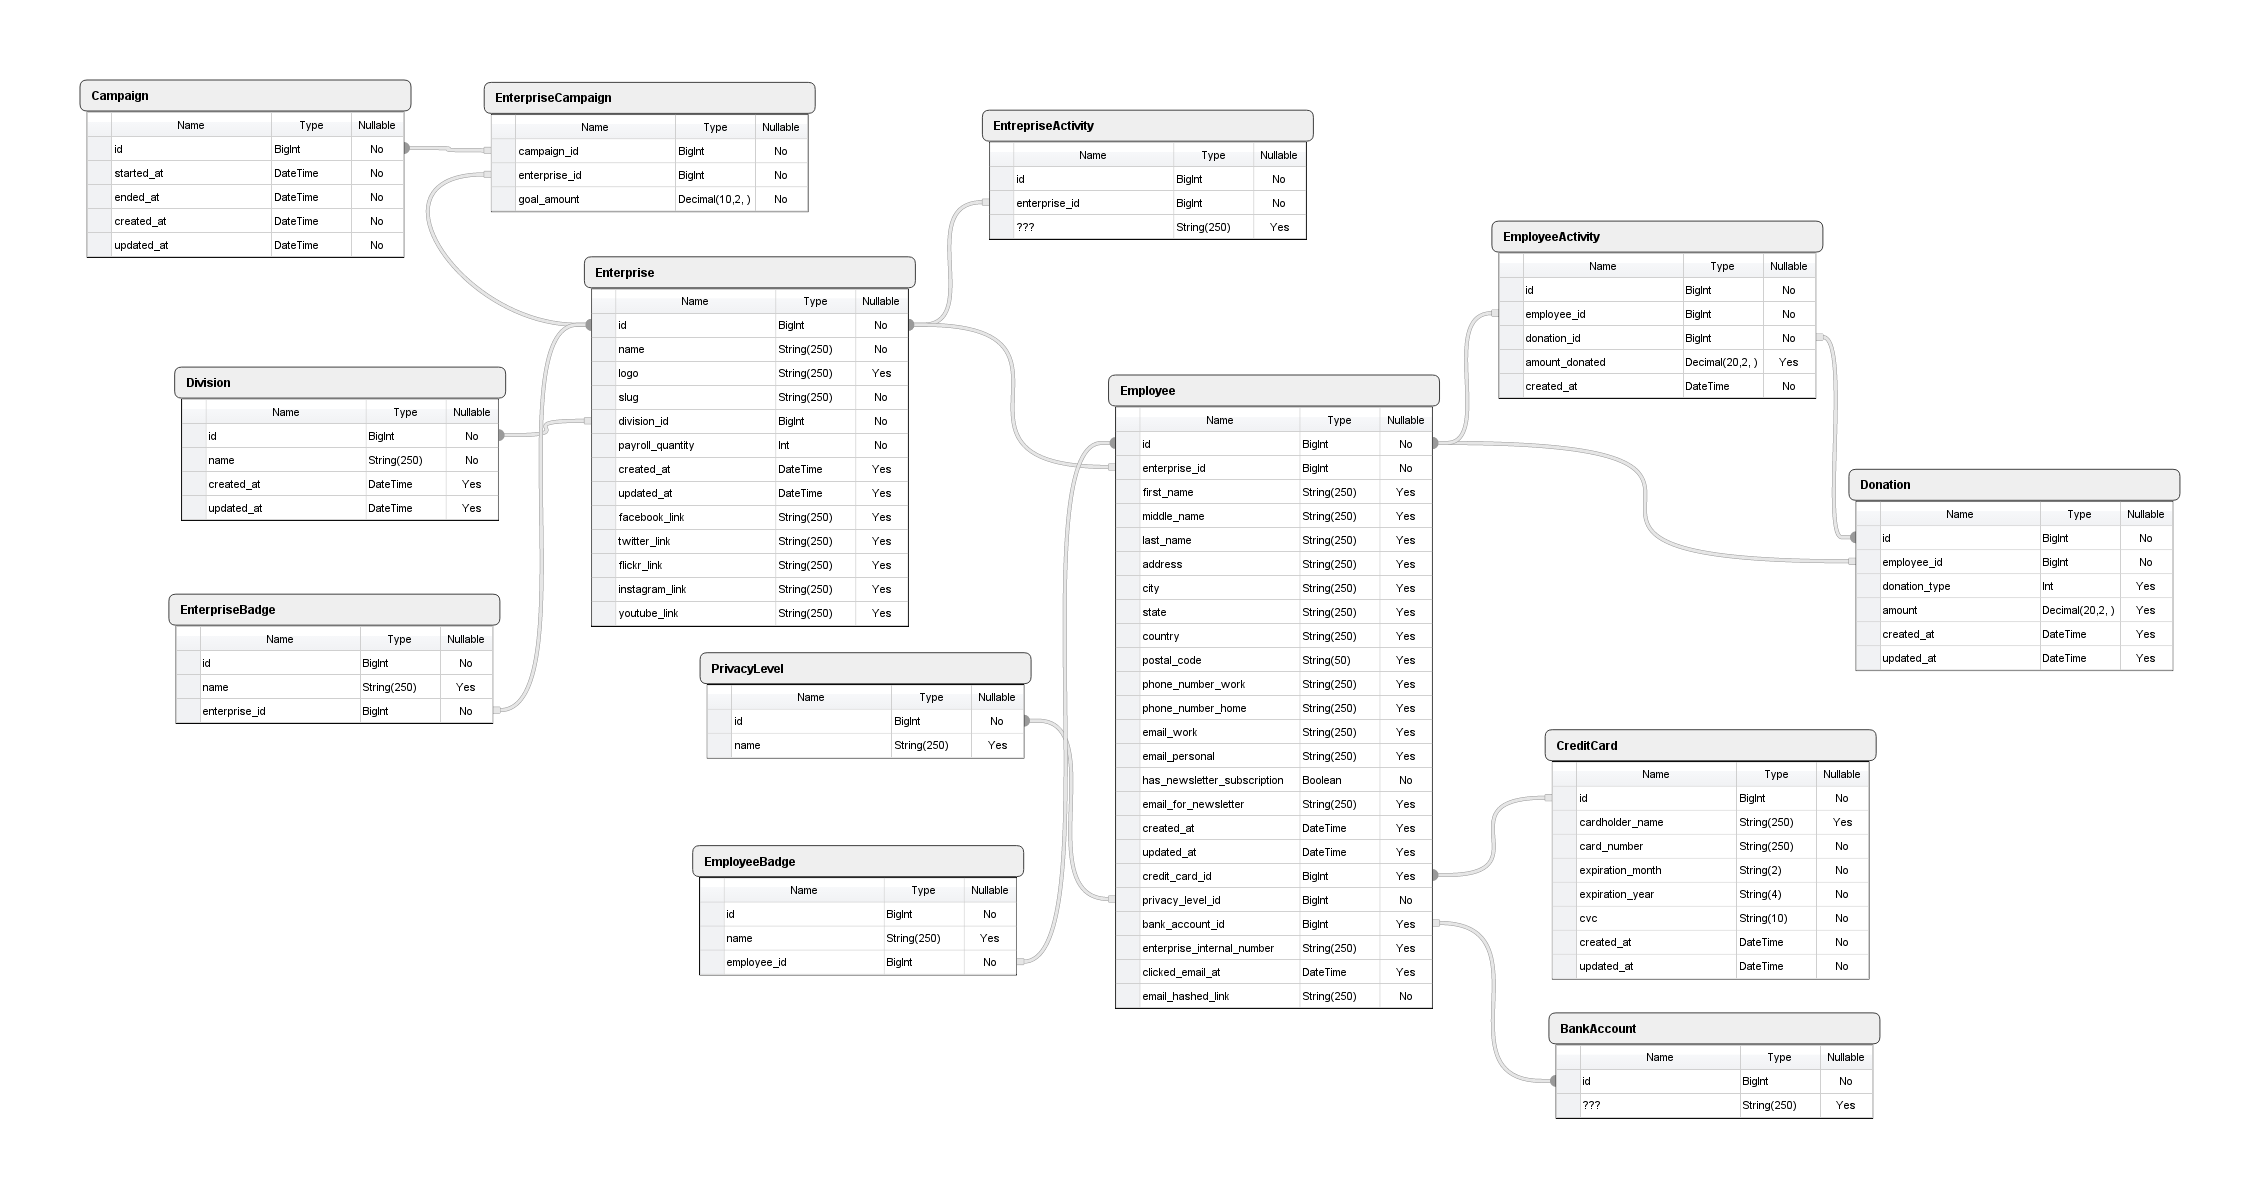 Campaign
Name Type Nullable
id BigInt No
started_at DateTime No
ended_at DateTime No
created_at DateTime No
updated_at DateTime No
EnterpriseCampaign
Name Type Nullable
campaign_id BigInt No
enterprise_id BigInt No
goal_amount Decimal(10,2, ) No
EntrepriseActivity
Name Type Nullable
id BigInt No
enterprise_id BigInt No
??? String(250) Yes
EmployeeActivity
Name Type Nullable
id BigInt No
employee_id BigInt No
donation_id BigInt No
amount_donated Decimal(20,2, ) Yes
created_at DateTime No
Enterprise
Name Type Nullable
id BigInt No
name String(250) No
logo String(250) Yes
slug String(250) No
division_id BigInt No
payroll_quantity Int No
created_at DateTime Yes
updated_at DateTime Yes
facebook_link String(250) Yes
twitter_link String(250) Yes
flickr_link String(250) Yes
instagram_link String(250) Yes
youtube_link String(250) Yes
Division
Name Type Nullable
id BigInt No
name String(250) No
created_at DateTime Yes
updated_at DateTime Yes
Employee
Name Type Nullable
id BigInt No
enterprise_id BigInt No
first_name String(250) Yes
middle_name String(250) Yes
last_name String(250) Yes
address String(250) Yes
city String(250) Yes
state String(250) Yes
country String(250) Yes
postal_code String(50) Yes
phone_number_work String(250) Yes
phone_number_home String(250) Yes
email_work String(250) Yes
email_personal String(250) Yes
has_newsletter_subscription Boolean No
email_for_newsletter String(250) Yes
created_at DateTime Yes
updated_at DateTime Yes
credit_card_id BigInt Yes
privacy_level_id BigInt No
bank_account_id BigInt Yes
enterprise_internal_number String(250) Yes
clicked_email_at DateTime Yes
email_hashed_link String(250) No
Donation
Name Type Nullable
id BigInt No
employee_id BigInt No
donation_type Int Yes
amount Decimal(20,2, ) Yes
created_at DateTime Yes
updated_at DateTime Yes
EnterpriseBadge
Name Type Nullable
id BigInt No
name String(250) Yes
enterprise_id BigInt No
PrivacyLevel
Name Type Nullable
id BigInt No
name String(250) Yes
CreditCard
Name Type Nullable
id BigInt No
cardholder_name String(250) Yes
card_number String(250) No
expiration_month String(2) No
expiration_year String(4) No
cvc String(10) No
created_at DateTime No
updated_at DateTime No
EmployeeBadge
Name Type Nullable
id BigInt No
name String(250) Yes
employee_id BigInt No
BankAccount
Name Type Nullable
id BigInt No
??? String(250) Yes